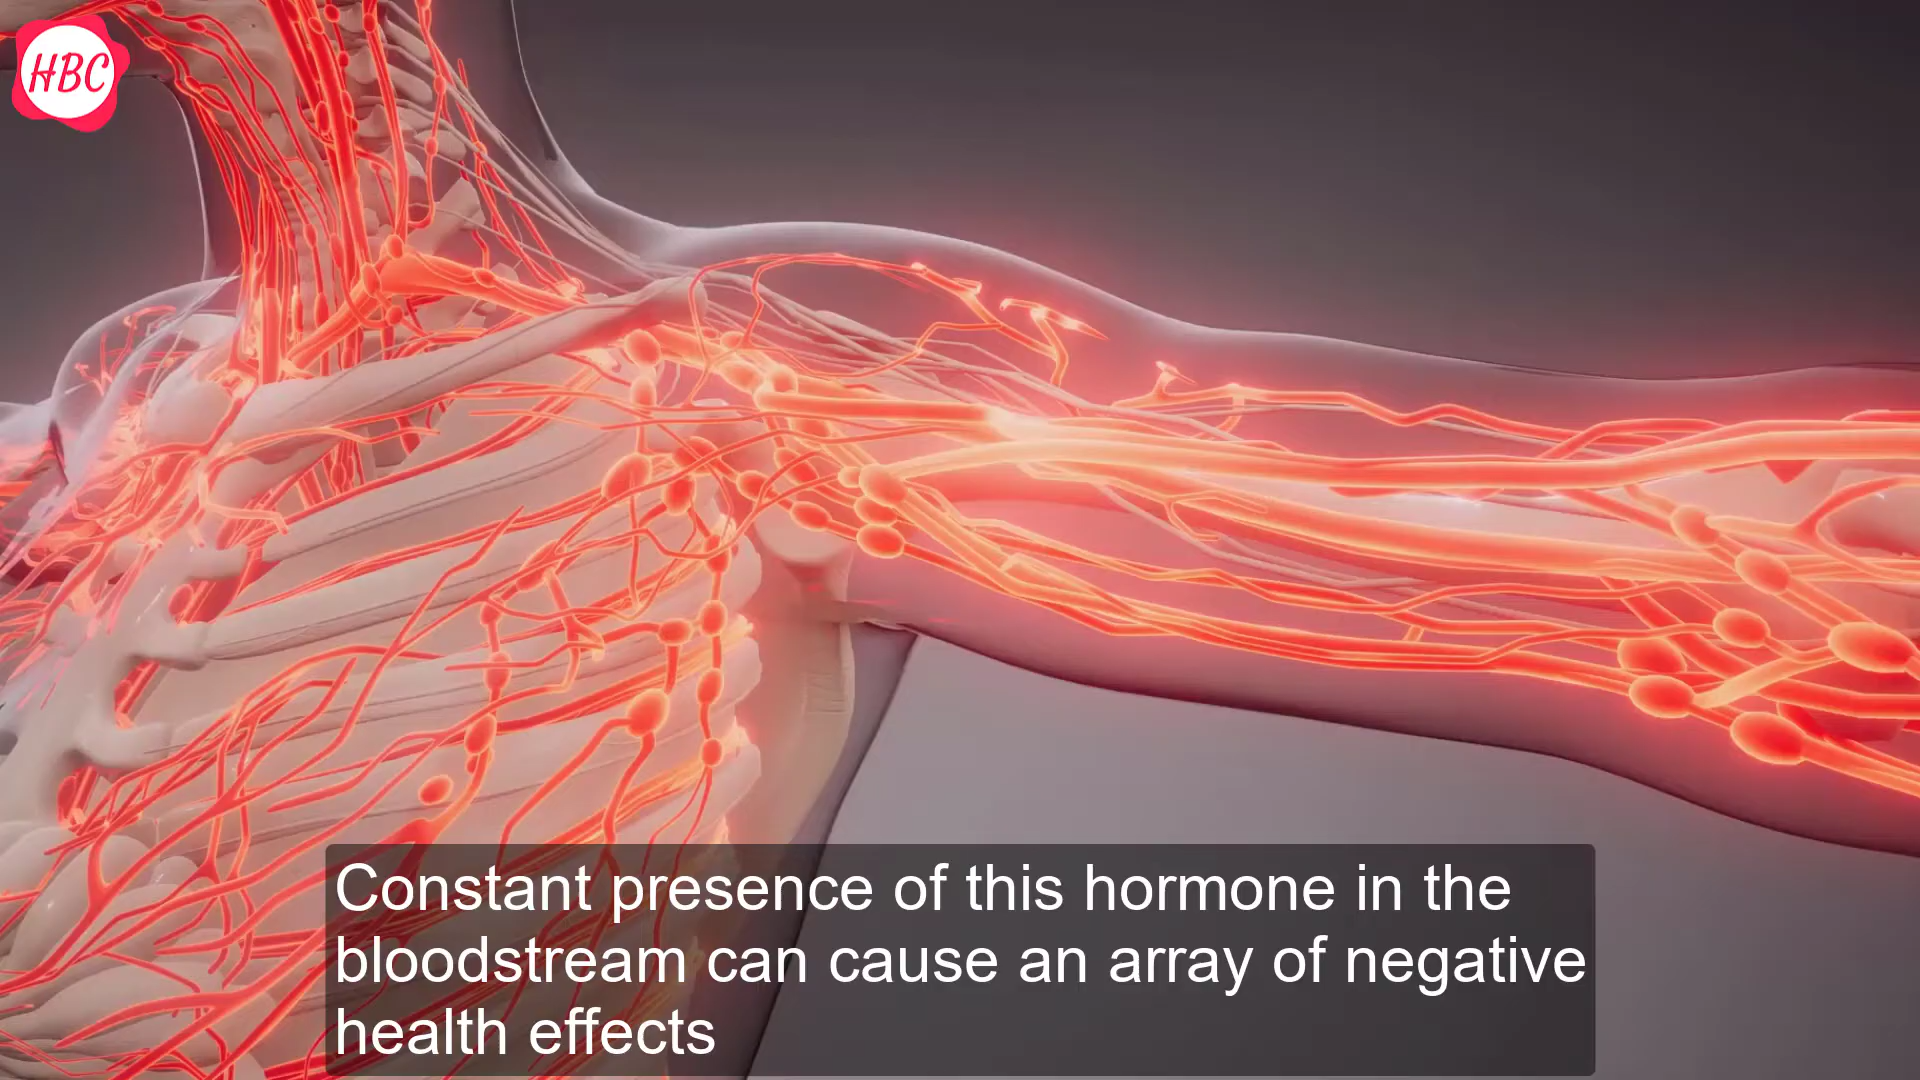 HBC
Constant presence of this hormone in the
bloodstream can cause an array of negative
health effects